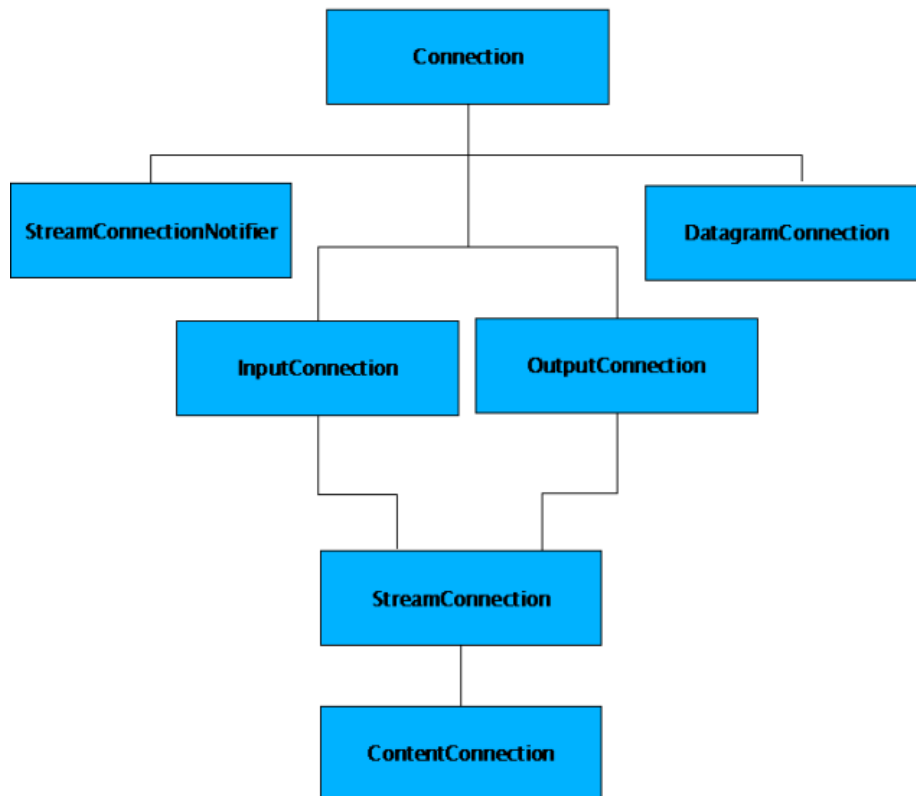 Connection
StreamConnectionNotifier
DatagramConnection
InputConnection
OutputConnection
StreamConnection
ContentConnection